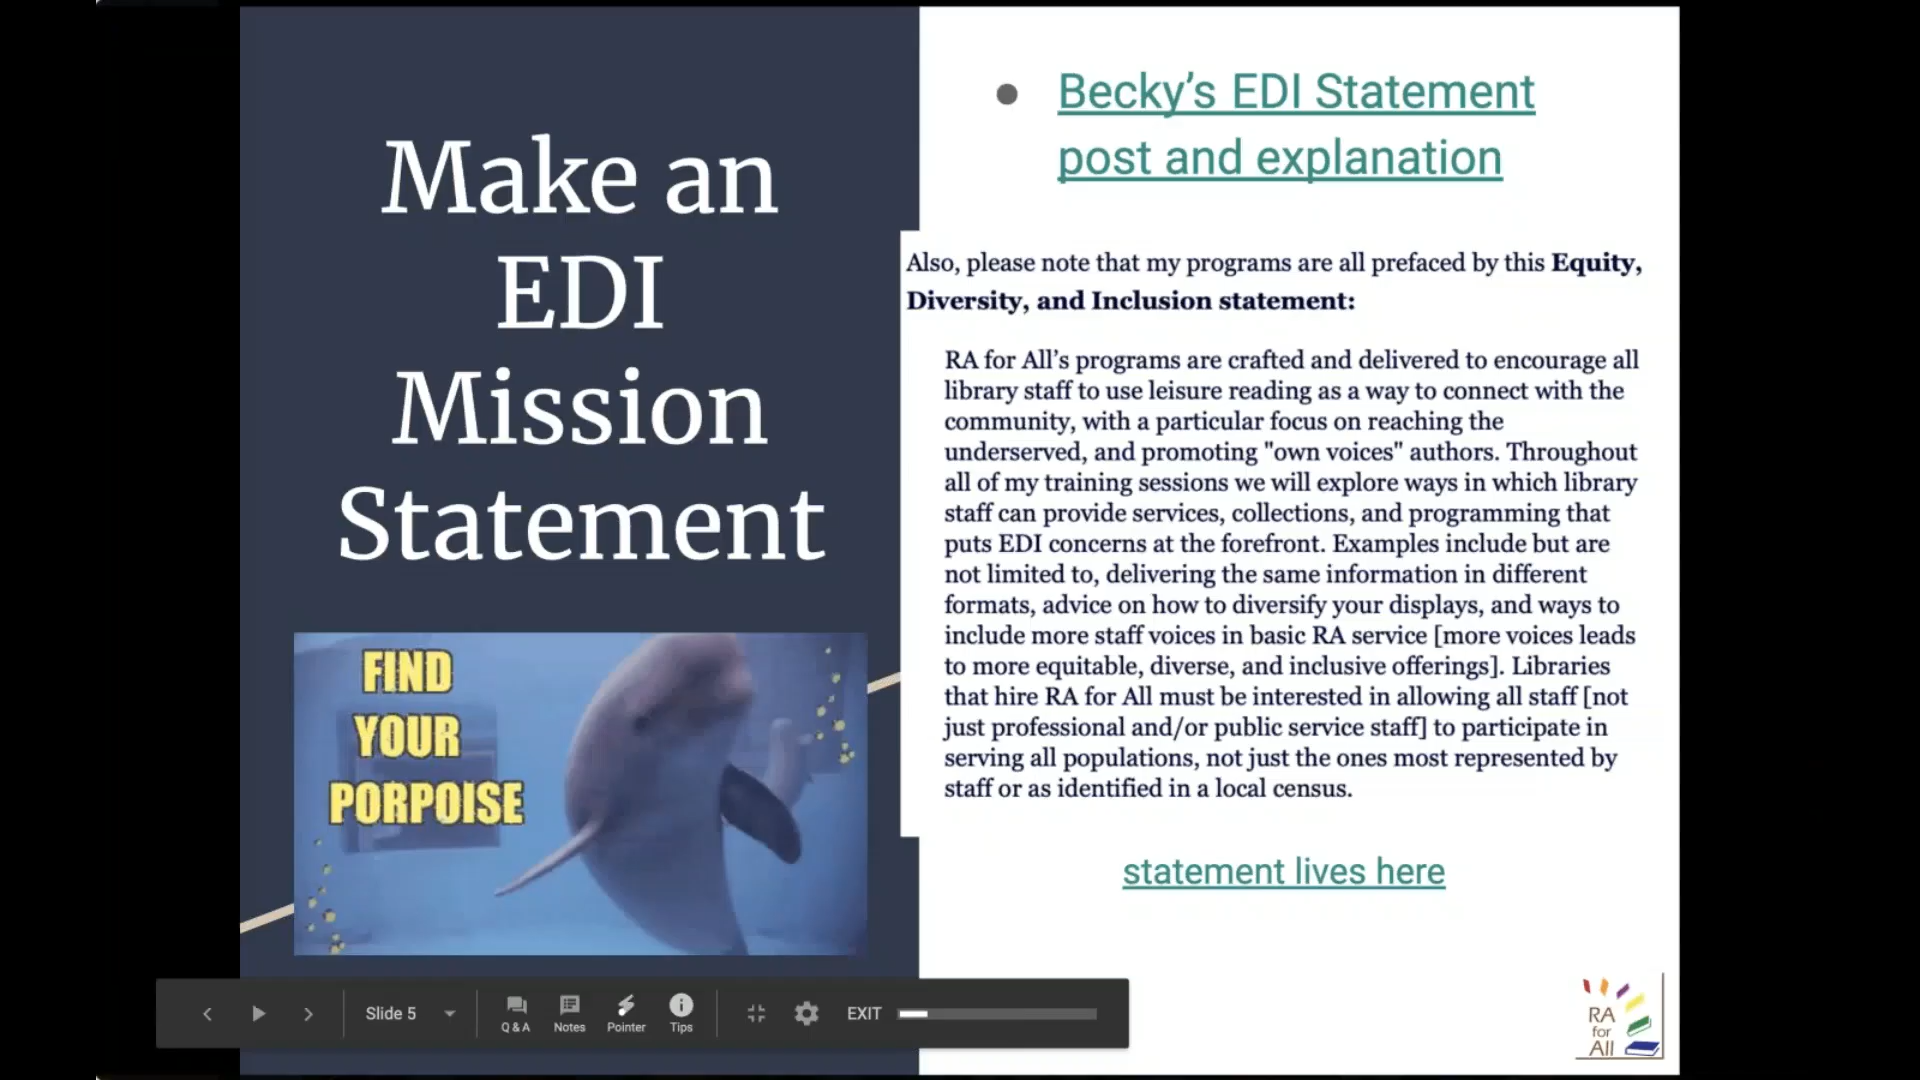 Make an
EDI
Mission
Statement
FIND
YOUR
PORPOISE
Becky’s EDI Statement
post and explanation
Also, please note that my programs are all prefaced by this Equity,
Diversity, and Inclusion statement:
RA for All’s programs are crafted and delivered to encourage all
library staff to use leisure reading as a way to connect with the
community, with a particular focus on reaching the
underserved, and promoting "own voices" authors. Throughout
all of my training sessions we will explore ways in which library
staff can provide services, collections, and programming that
puts EDI concerns at the forefront. Examples include but are
not limited to, delivering the same information in different
formats, advice on how to diversify your displays, and ways to
include more staff voices in basic RA service [more voices leads
to more equitable, diverse, and inclusive offerings]. Libraries
that hire RA for All must be interested in allowing all staff [not
just professional and/or public service staff] to participate in
serving all populations, not just the ones most represented by
staff or as identified in a local census.
statement lives here
Slide 5
Q & A
Notes
Pointer
Tips
EXIT
RA
for
All